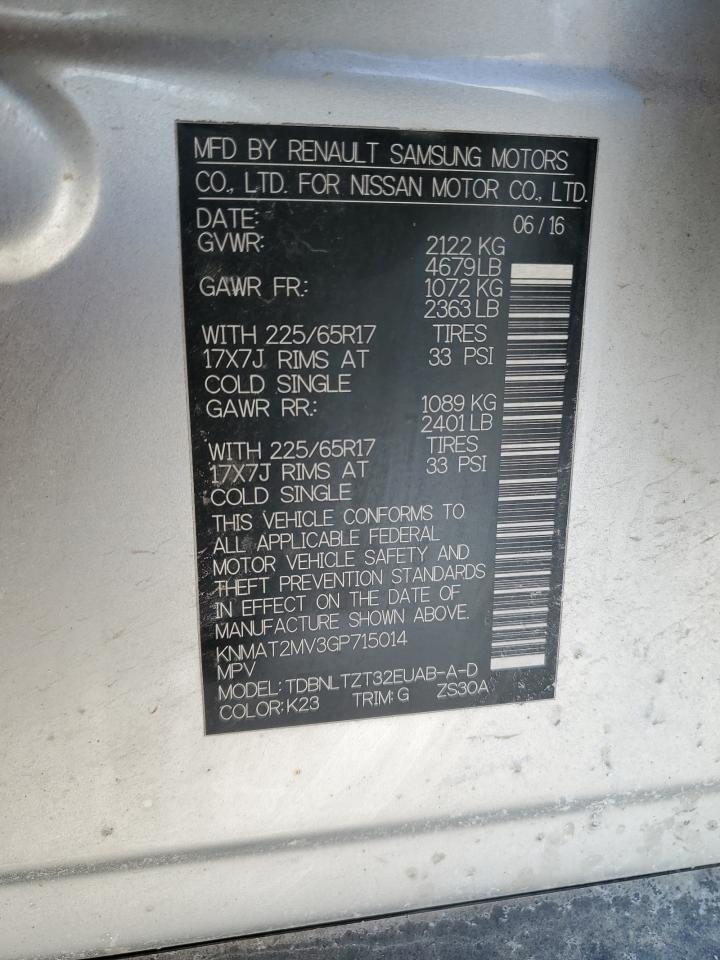 MFD BY RENAULT SAMSUNG MOTORS
CO., LTD. FOR NISSAN MOTOR CO., LTD.
DATE: 06 / 16
GVWR: 2122 KG
4679 LB
GAWR FR: 1072 KG
2363 LB
WITH 225/65R17 TIRES
17X7J RIMS AT 33 PSI
COLD SINGLE
GAWR RR: 1089 KG
2401 LB
WITH 225/65R17 TIRES
17X7J RIMS AT 33 PSI
COLD SINGLE
THIS VEHICLE CONFORMS TO
ALL APPLICABLE FEDERAL
MOTOR VEHICLE SAFETY AND
THEFT PREVENTION STANDARDS
IN EFFECT ON THE DATE OF
MANUFACTURE SHOWN ABOVE.
KNMAT2MV3GP715014
MPV
MODEL: TDBNLTZT32EUAB-A-D
COLOR: K23 TRIM: G ZS30A